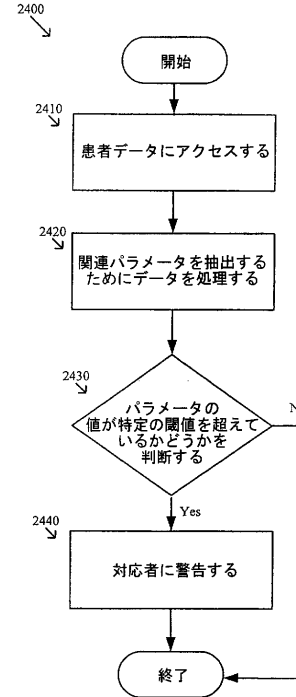 2400
開始
2410
患者データにアクセスする
2420
関連パラメータを抽出する
ためにデータを処理する
2430
パラメータの
値が特定の閾値を超えて
いるかどうかを
判断する
N
Yes
2440
対応者に警告する
終了